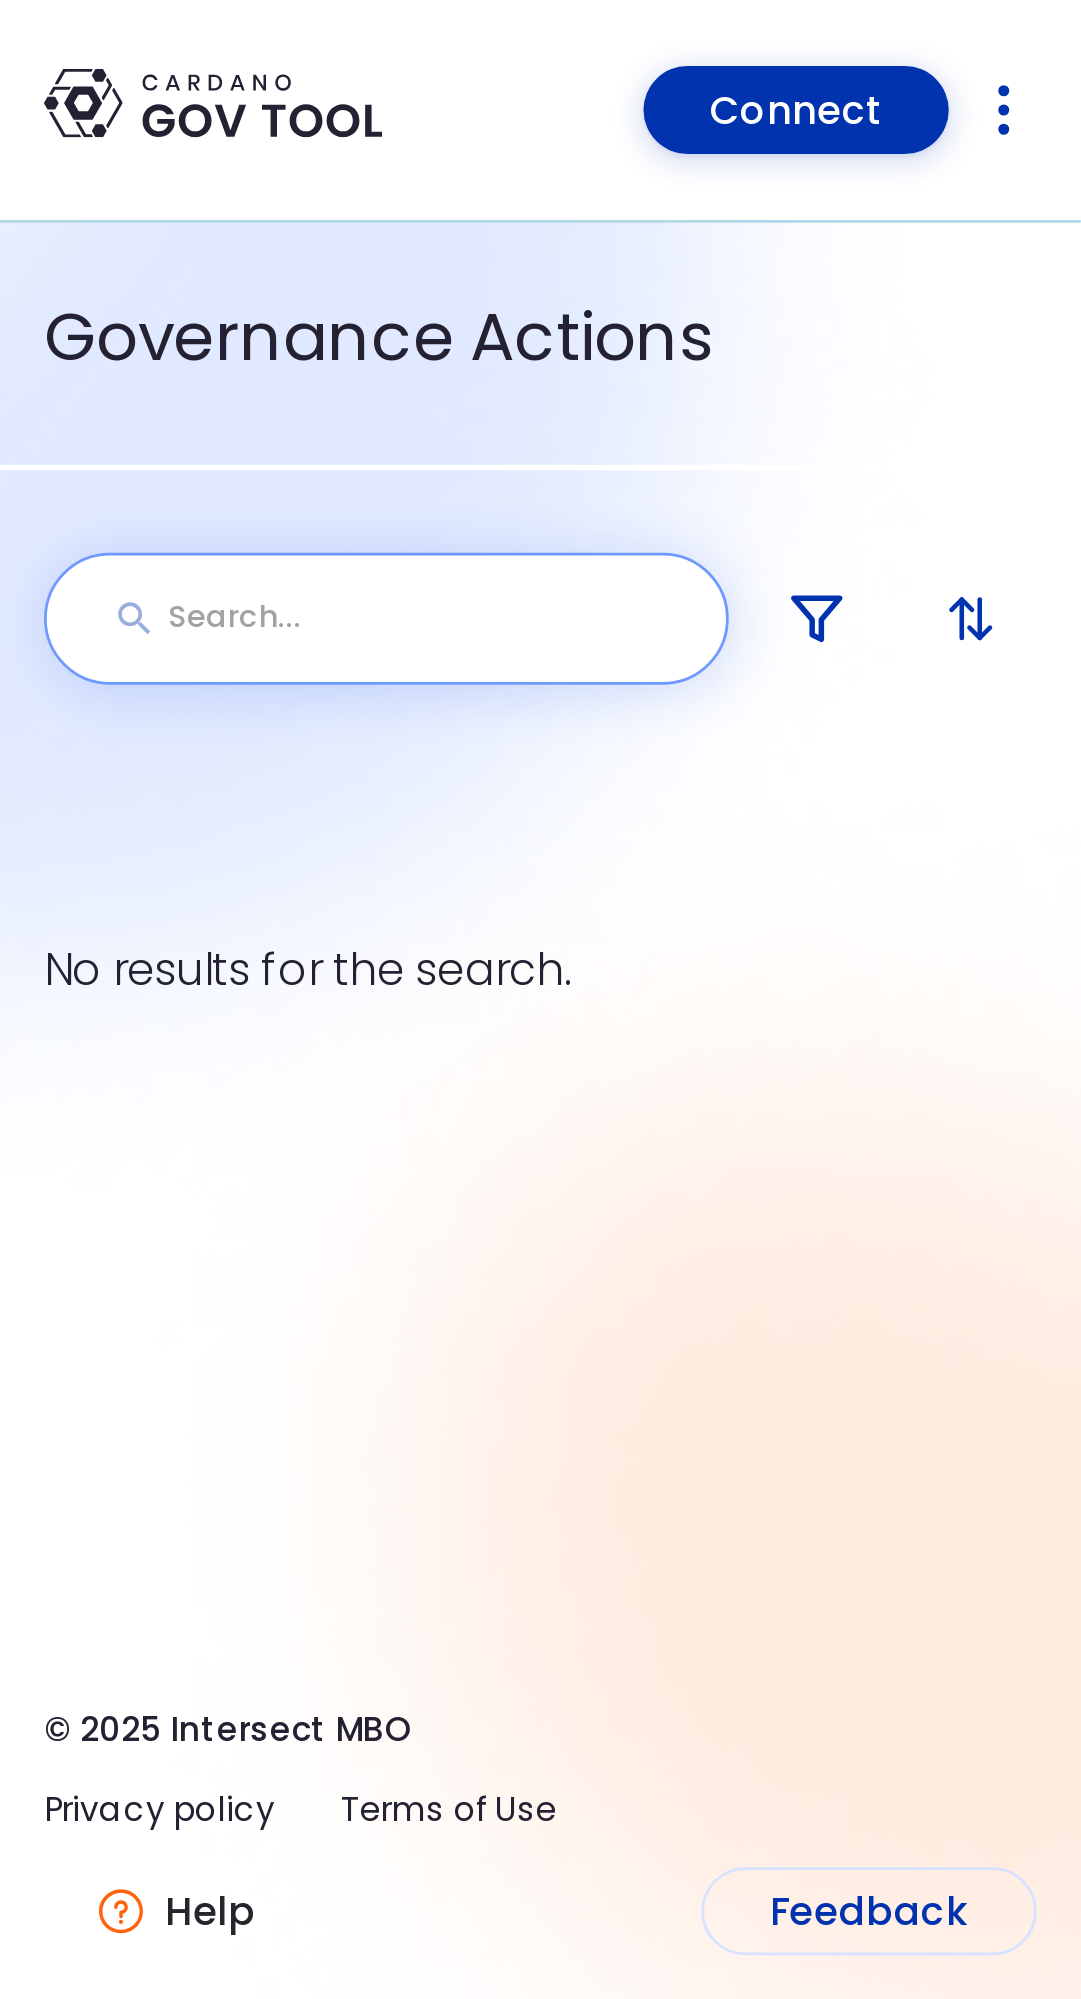 CARDANO
GOV TOOL
Connect
Governance Actions
Search...
No results for the search.
© 2025 Intersect MBO
Privacy policy Terms of Use
Help Feedback